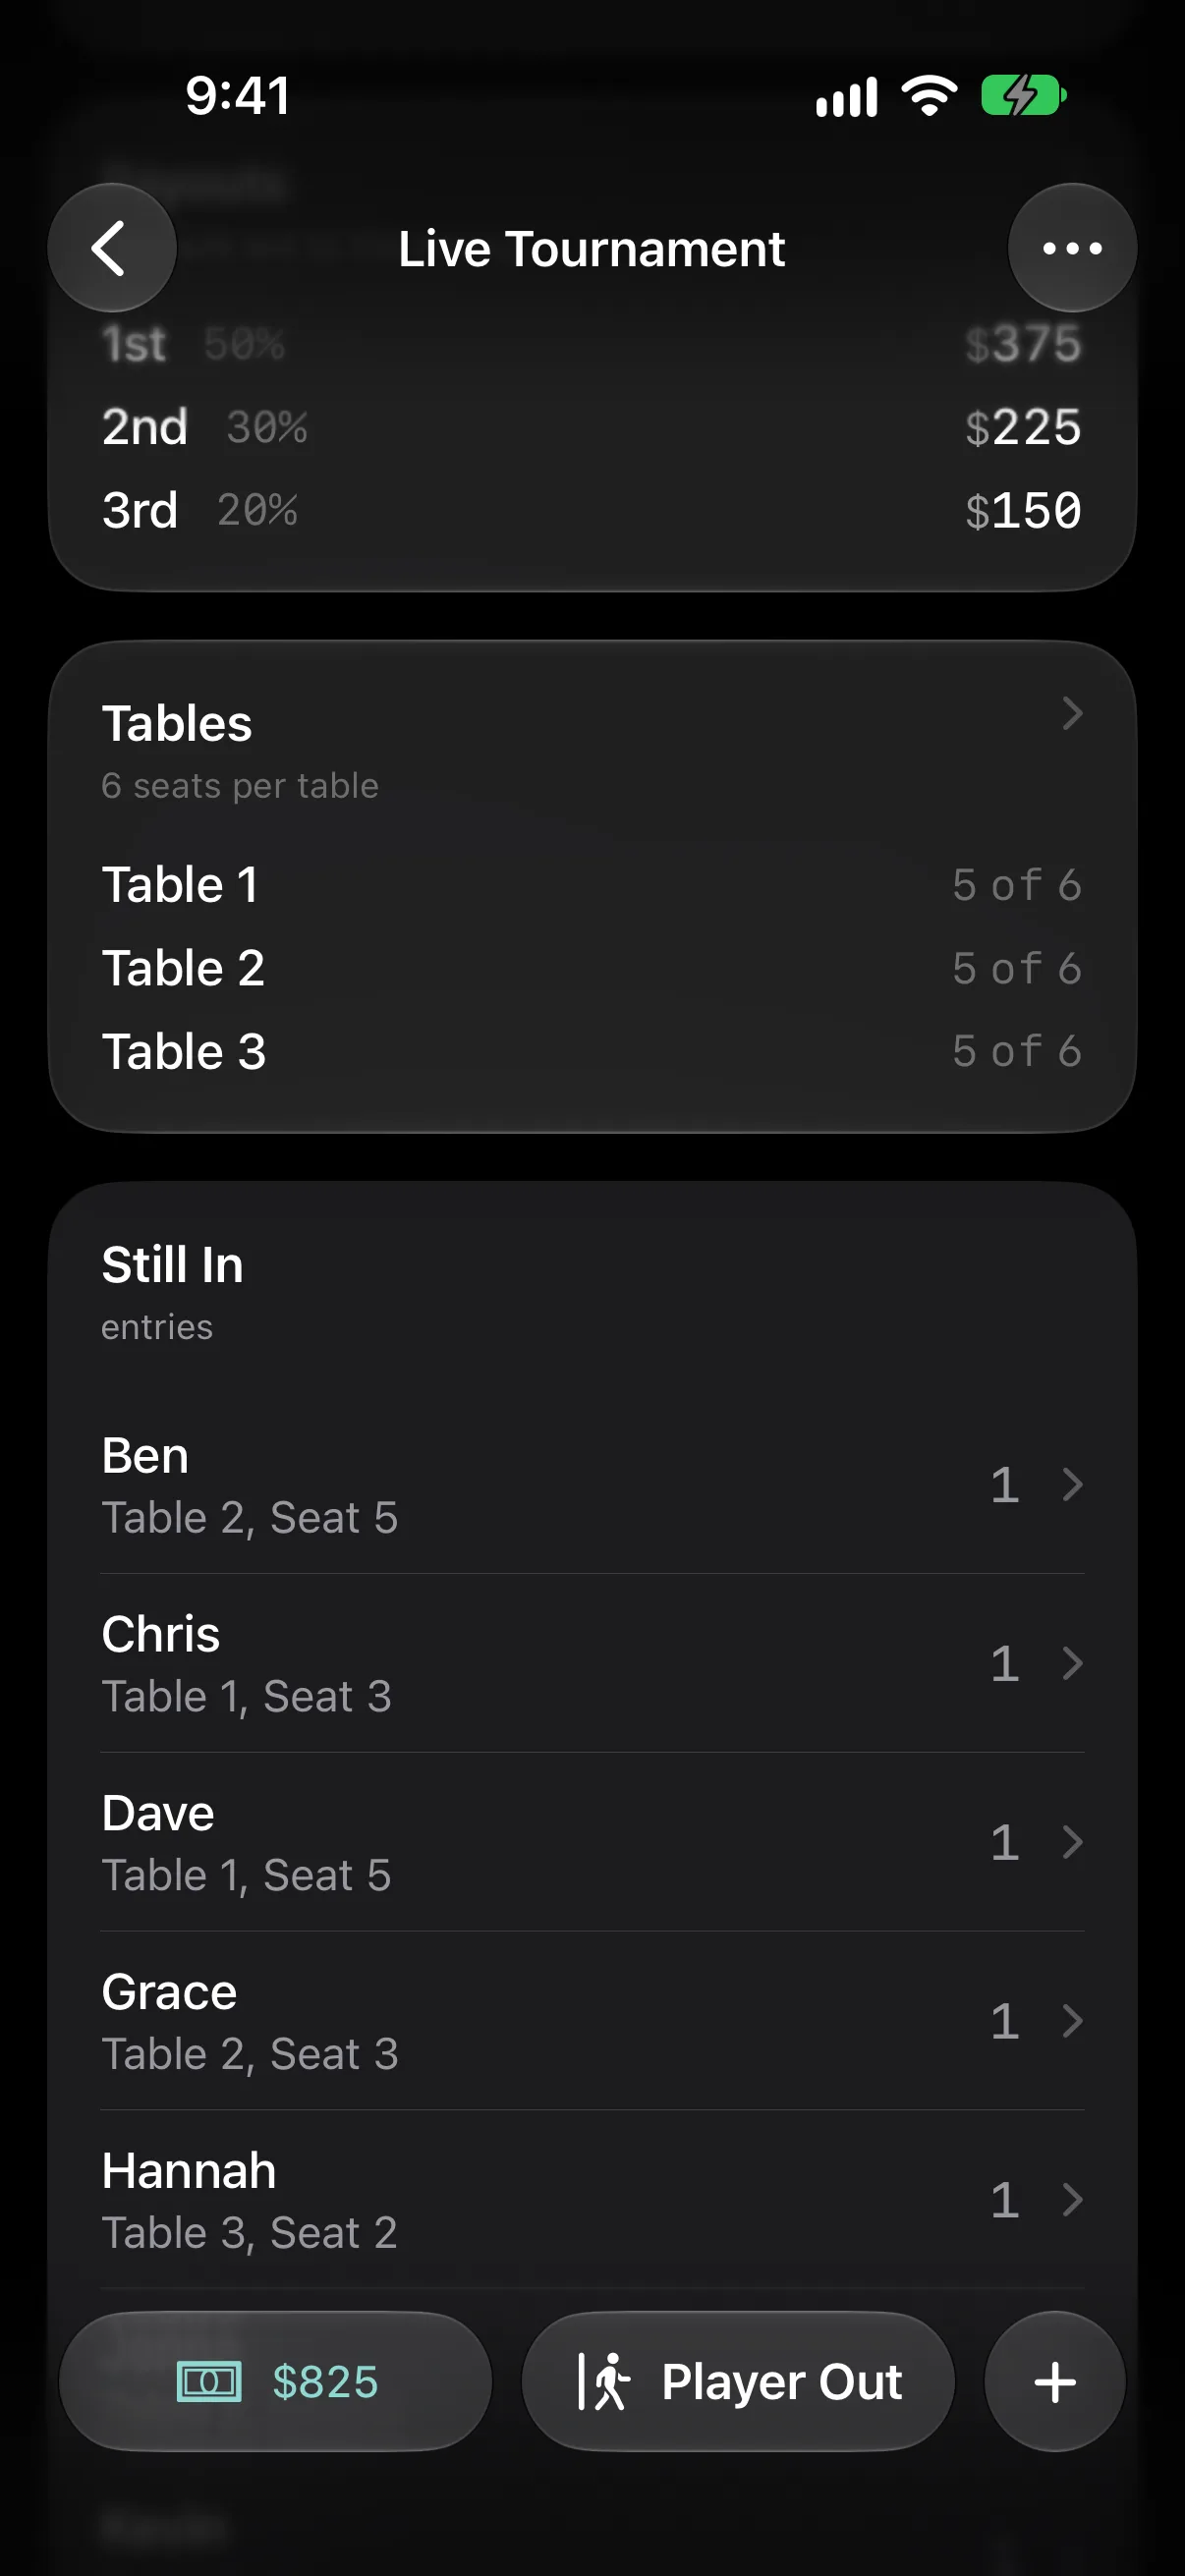 9:41
Live Tournament
1st 50% $375
2nd 30% $225
3rd 20% $150
Tables
6 seats per table
Table 1 5 of 6
Table 2 5 of 6
Table 3 5 of 6
Still In
entries
Ben
Table 2, Seat 5
1
Chris
Table 1, Seat 3
1
Dave
Table 1, Seat 5
1
Grace
Table 2, Seat 3
1
Hannah
Table 3, Seat 2
1
$825
Player Out
Kevin